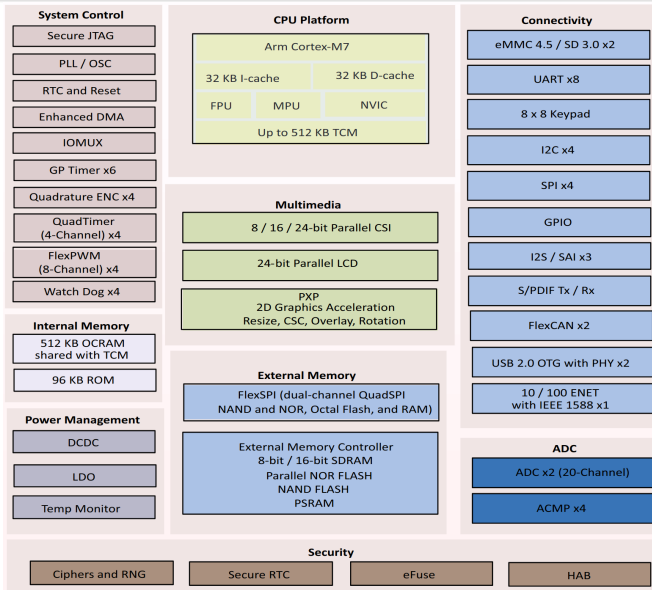 System Control
Secure JTAG
PLL / OSC
RTC and Reset
Enhanced DMA
IOMUX
GP Timer x6
Quadrature ENC x4
QuadTimer
(4-Channel) x4
FlexPWM
(8-Channel) x4
Watch Dog x4
Internal Memory
512 KB OCRAM
shared with TCM
96 KB ROM
Power Management
DCDC
LDO
Temp Monitor
CPU Platform
Arm Cortex-M7
32 KB I-cache
32 KB D-cache
FPU
MPU
NVIC
Up to 512 KB TCM
Multimedia
8 / 16 / 24-bit Parallel CSI
24-bit Parallel LCD
PXP
2D Graphics Acceleration
Resize, CSC, Overlay, Rotation
External Memory
FlexSPI (dual-channel QuadSPI
NAND and NOR, Octal Flash, and RAM)
External Memory Controller
8-bit / 16-bit SDRAM
Parallel NOR FLASH
NAND FLASH
PSRAM
Connectivity
eMMC 4.5 / SD 3.0 x2
UART x8
8 x 8 Keypad
I2C x4
SPI x4
GPIO
I2S / SAI x3
S/PDIF Tx / Rx
FlexCAN x2
USB 2.0 OTG with PHY x2
10 / 100 ENET
with IEEE 1588 x1
ADC
ADC x2 (20-Channel)
ACMP x4
Security
Ciphers and RNG
Secure RTC
eFuse
HAB